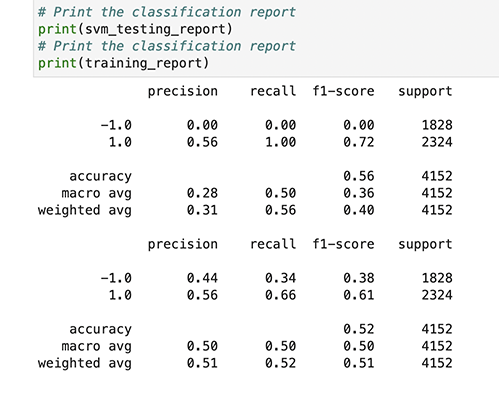 # Print the classification report
print(svm_testing_report)
# Print the classification report
print(training_report)
precision recall f1-score support
-1.0 0.00 0.00 0.00 1828
1.0 0.56 1.00 0.72 2324
accuracy 0.56 4152
macro avg 0.28 0.50 0.36 4152
weighted avg 0.31 0.56 0.40 4152
precision recall f1-score support
-1.0 0.44 0.34 0.38 1828
1.0 0.56 0.66 0.61 2324
accuracy 0.52 4152
macro avg 0.50 0.50 0.50 4152
weighted avg 0.51 0.52 0.51 4152